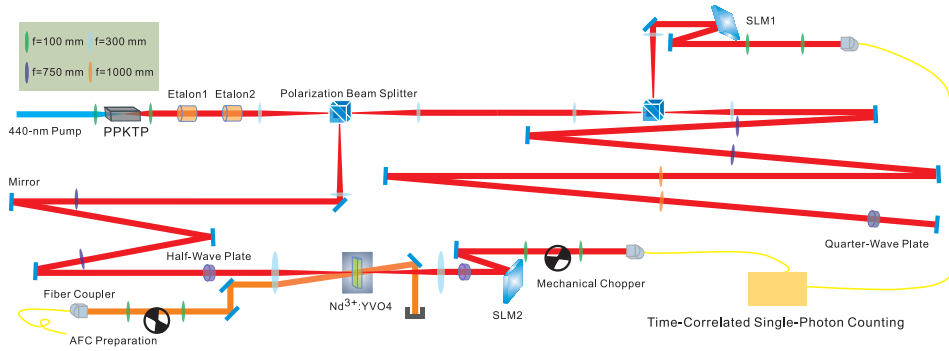 SLM1
f=100 mm f=300 mm
f=750 mm f=1000 mm
Etalon1 Etalon2 Polarization Beam Splitter
440-nm Pump PPKTP
Mirror
Half-Wave Plate
Quarter-Wave Plate
Mechanical Chopper
Fiber Coupler
Nd3+:YVO4
SLM2
Time-Correlated Single-Photon Counting
AFC Preparation